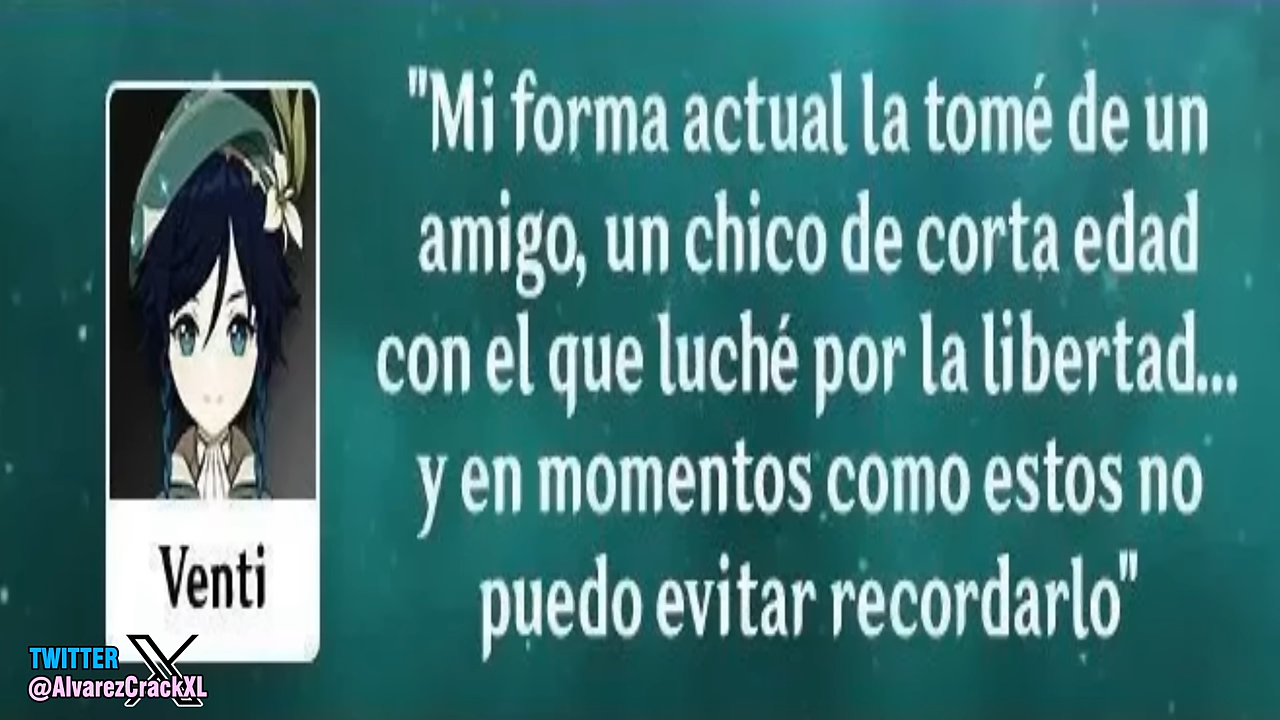 "Mi forma actual la tomé de un
amigo, un chico de corta edad
con el que luché por la libertad...
y en momentos como estos no
puedo evitar recordarlo"
Venti
TWITTER
@AlvarezCrackXL